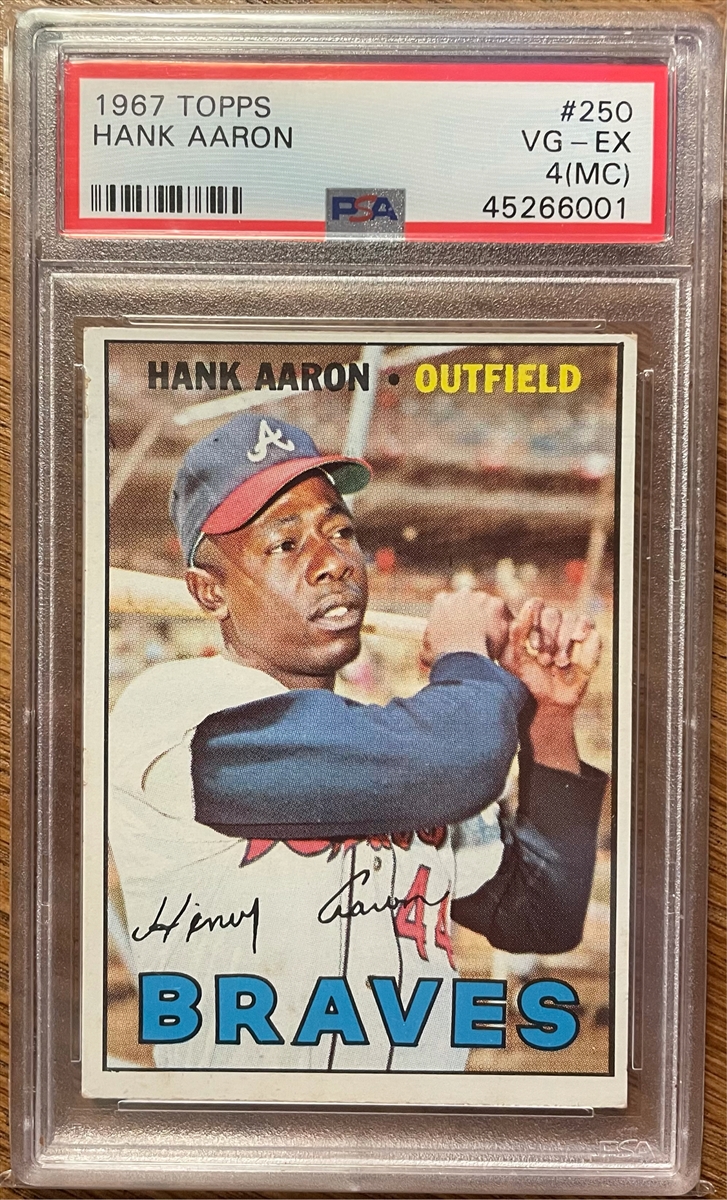 1967 TOPPS #250
HANK AARON VG-EX
4(MC)
PSA 45266001
HANK AARON • OUTFIELD
A
44
Henry Aaron
BRAVES
PSA